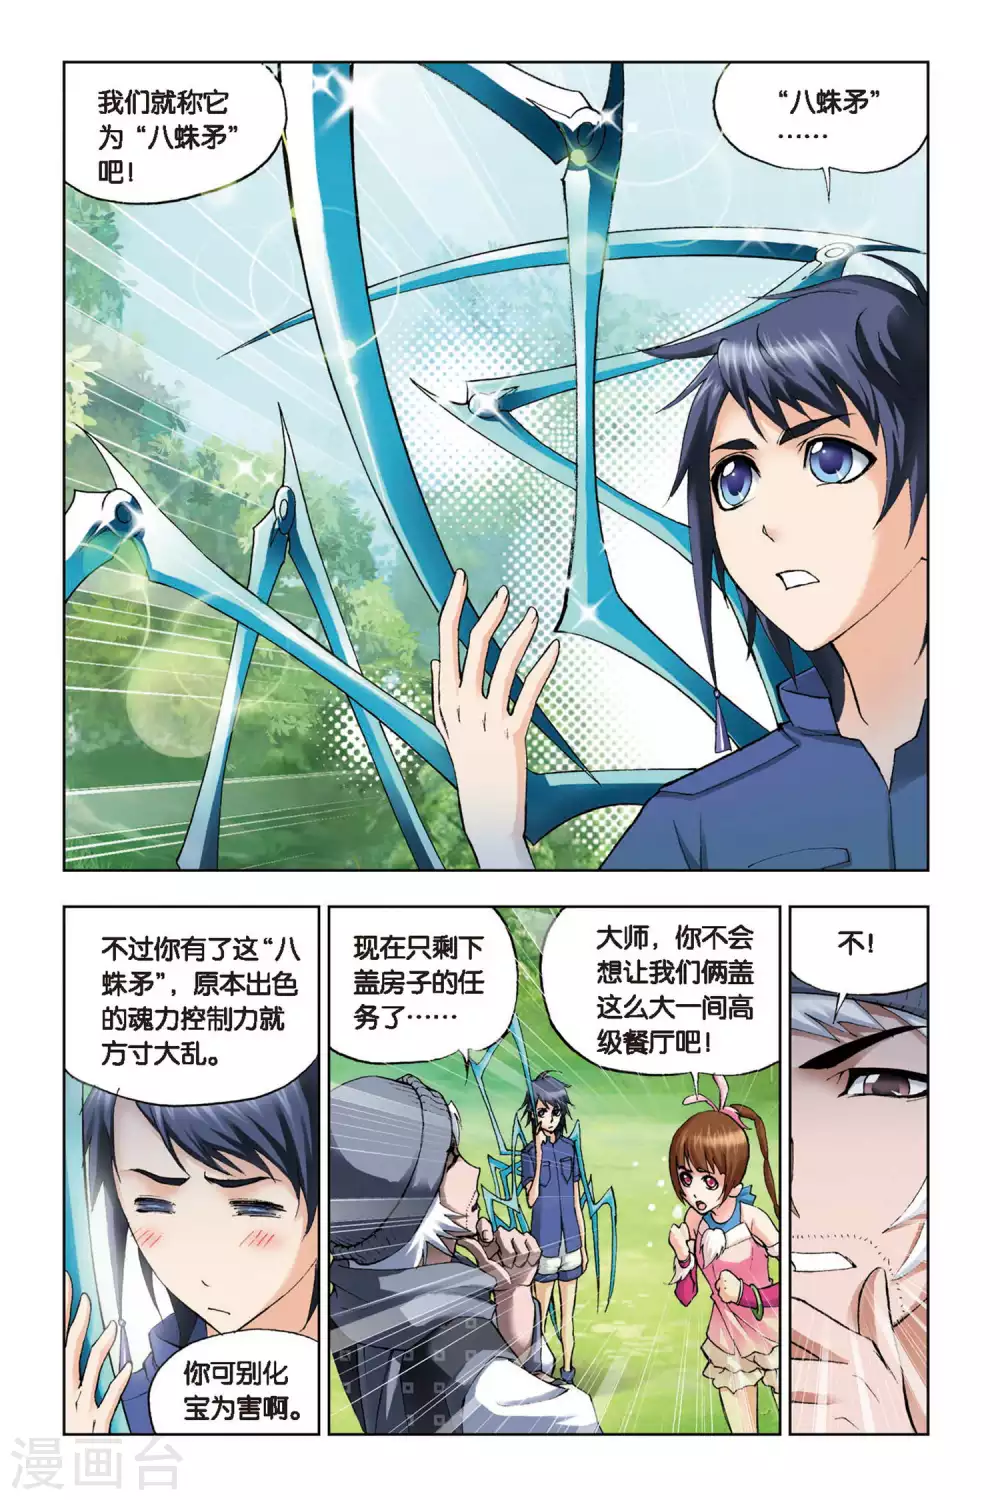 我们就称它
为“八蛛矛”
吧！
“八蛛矛”
……
不过你有了这“八
蛛矛”，原本出色
的魂力控制力就
方寸大乱。
你可别化
宝为害啊。
现在只剩下
盖房子的任
务了……
大师，你不会
想让我们俩盖
这么大一间高
级餐厅吧！
不！
漫画台